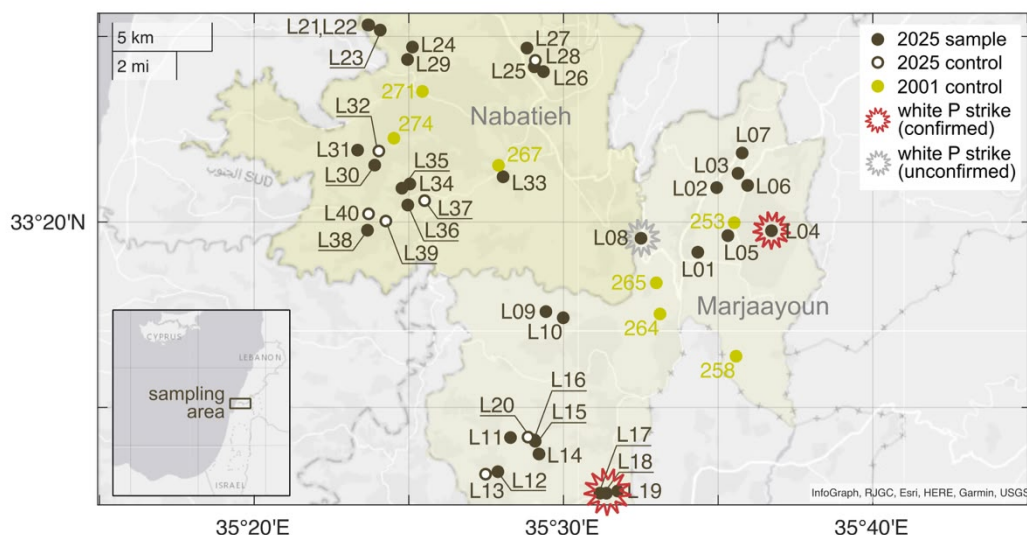 5 km
2 mi
L21,L22
L23
L24
L29
L27
L28
L25
L26
271
274
Nabatieh
L32
L31
L30
L35
L34
267
L33
L37
L36
L40
L38
L39
الجنوب SUD
2025 sample
2025 control
2001 control
white P strike
(confirmed)
white P strike
(unconfirmed)
L07
L03
L02
L06
253
L04
L05
L01
L08
265
264
Marjaayoun
258
L09
L10
L16
L20
L15
L11
L14
L12
L13
L17
L18
L19
33°20'
CYPRUS
LEBANON
sampling
area
ISRAEL
InfoGraph, RJGC, Esri, HERE, Garmin, USGS
35°20'
35°30'
35°40'